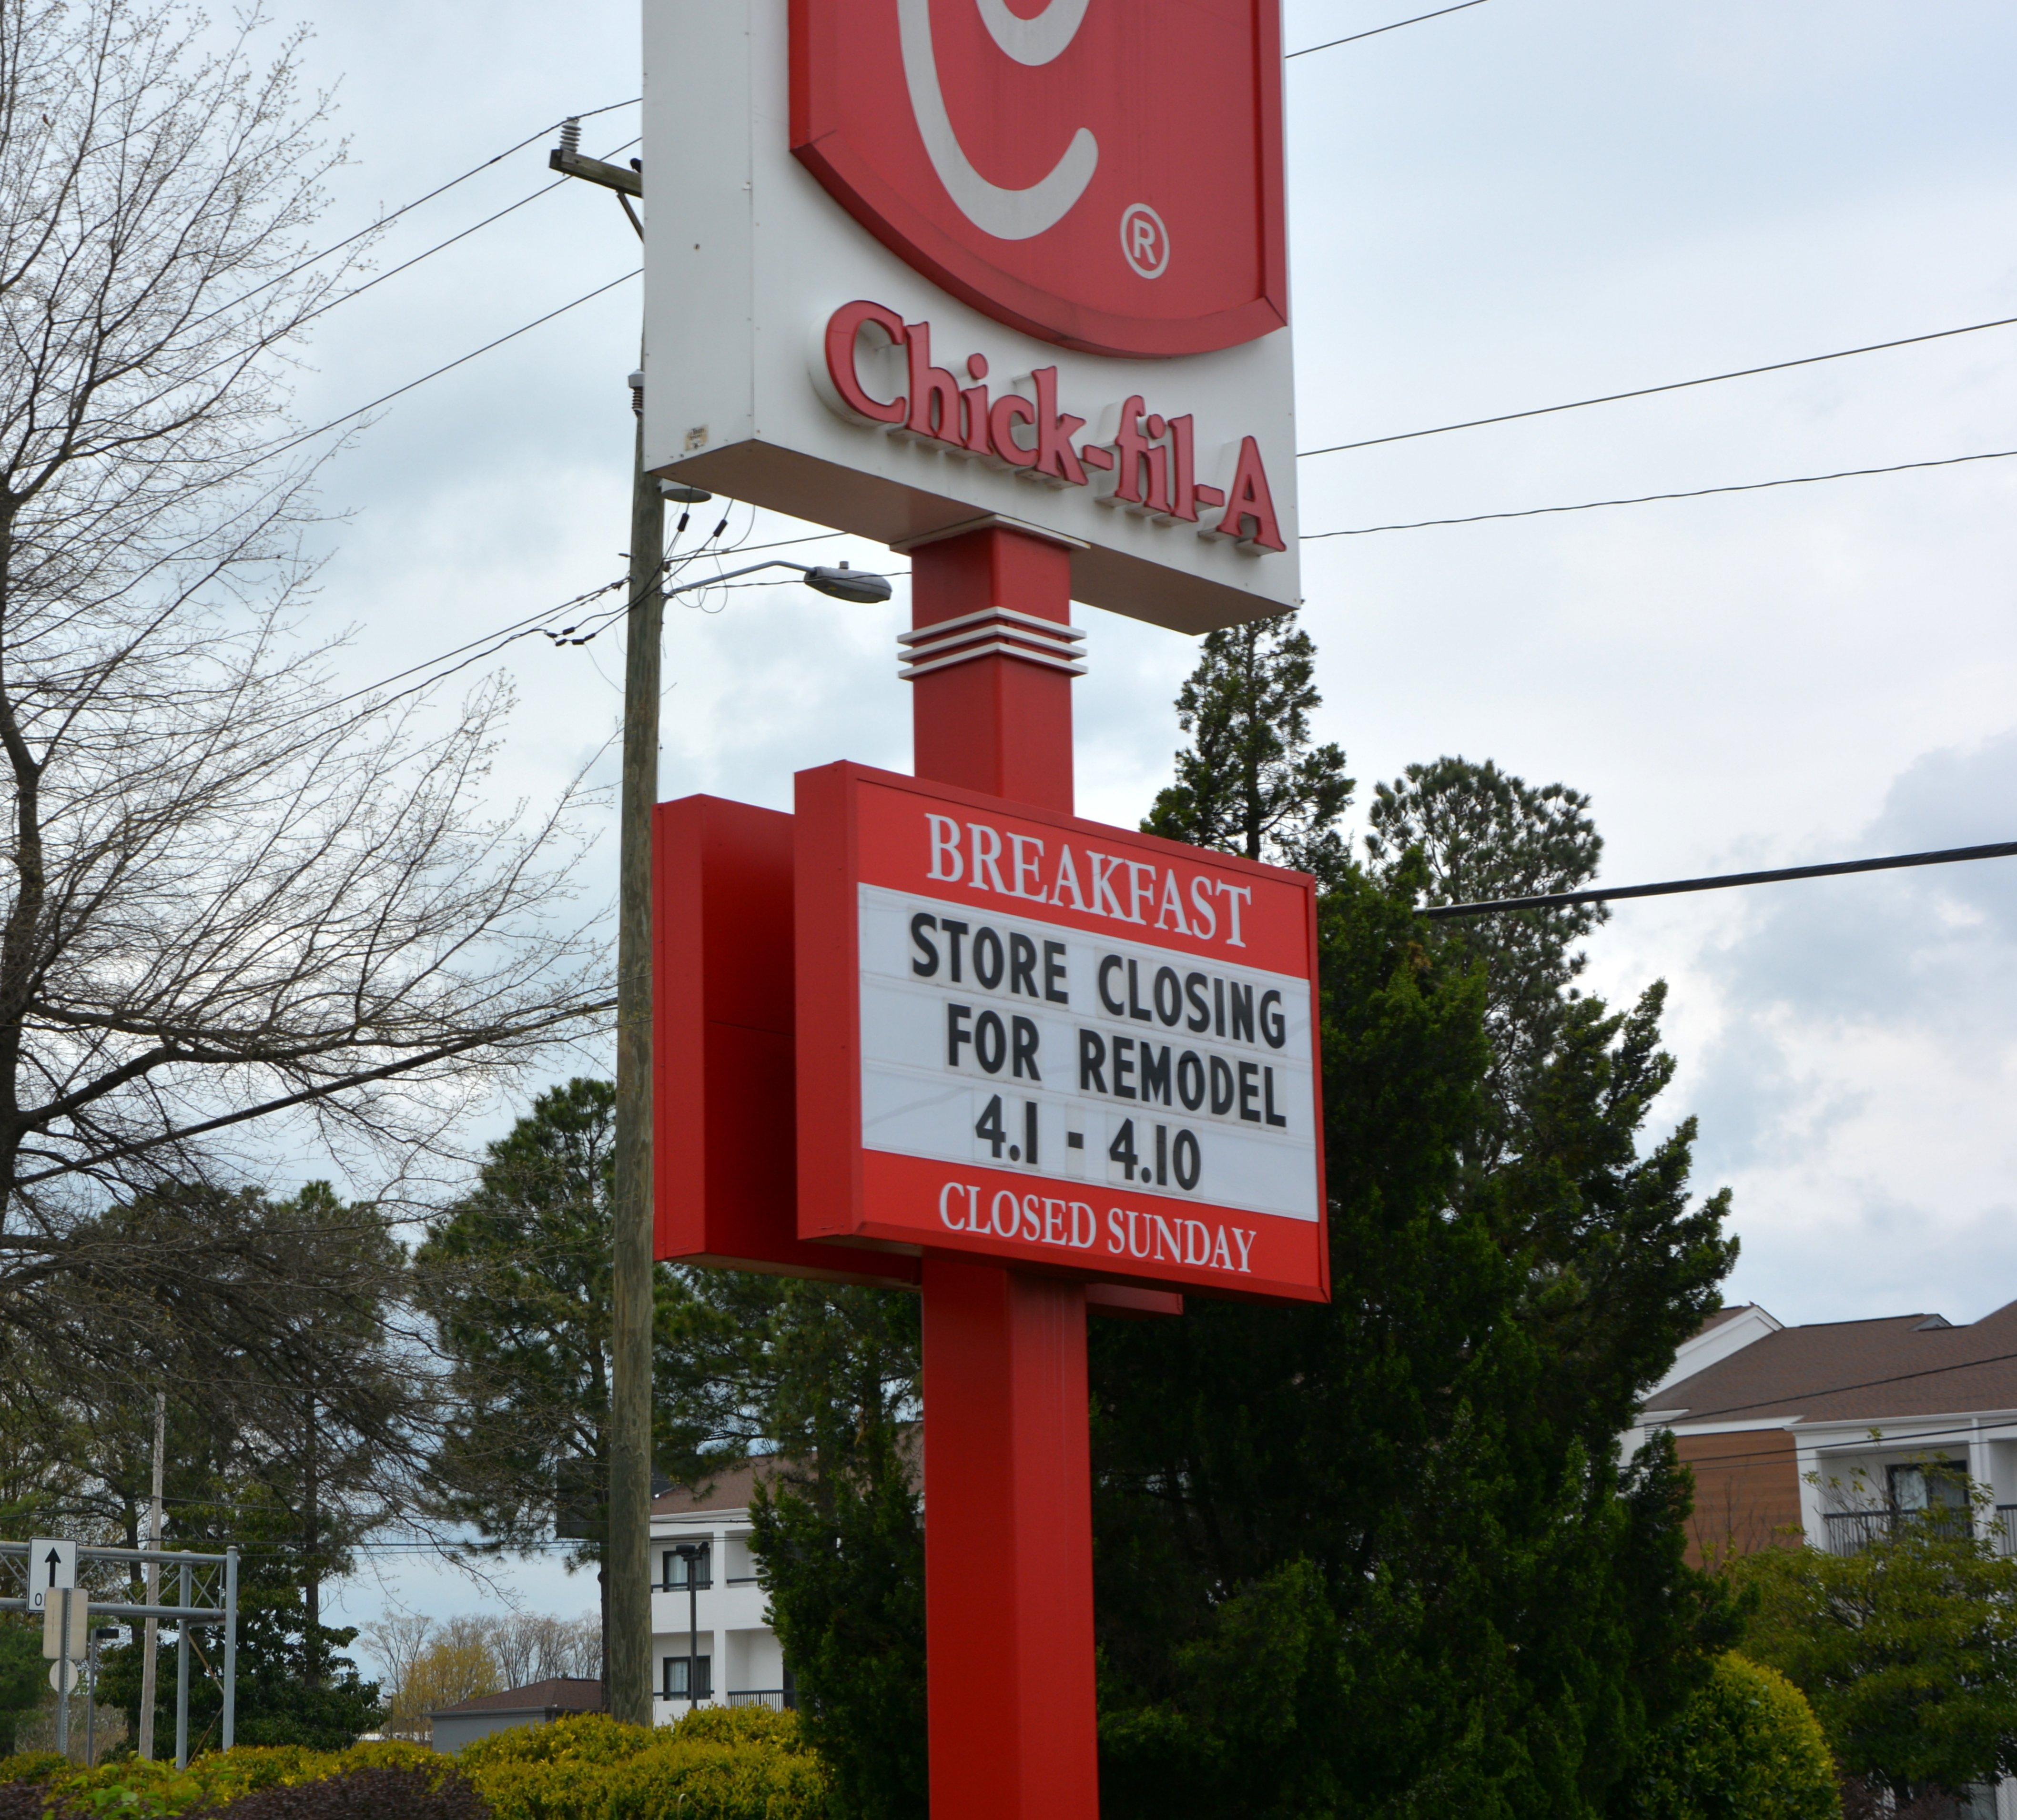 ®
Chick-fil-A
BREAKFAST
STORE CLOSING
FOR REMODEL
4.1 - 4.10
CLOSED SUNDAY